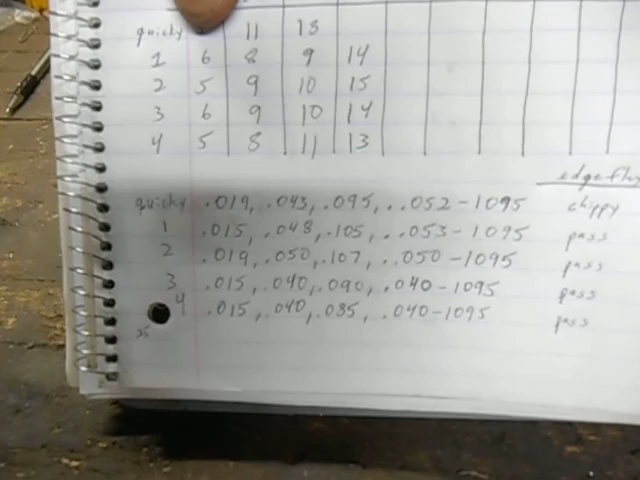 quicky 11 13
1 6 8 9 14
2 5 9 10 15
3 6 9 10 14
4 5 8 11 13
edge
quicky .019, .043, .095, ..052-1095 chippy
1 .015, .048, .105, ..053-1095 pass
2 .019, .050, .107, ..050-1095 pass
3 .015, .040, .090, .040-1095 pass
4 .015, .040, .085, .040-1095 pass